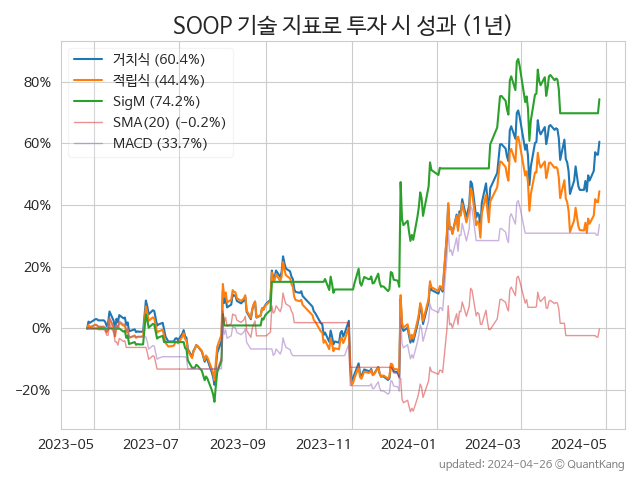 SOOP 기술 지표로 투자 시 성과 (1년)
거치식 (60.4%)
적립식 (44.4%)
SigM (74.2%)
SMA(20) (−0.2%)
MACD (33.7%)
80%
60%
40%
20%
0%
−20%
2023-05 2023-07 2023-09 2023-11 2024-01 2024-03 2024-05
updated: 2024-04-26 © QuantKang